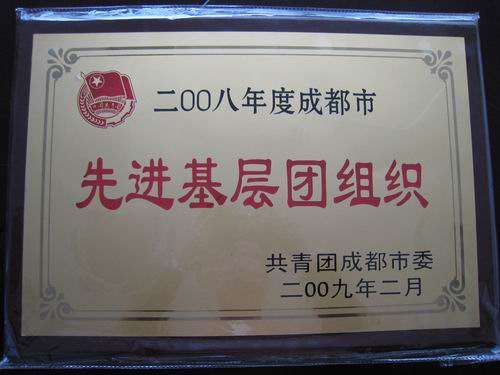 二00八年度成都市
先进基层团组织
共青团成都市委
二00九年二月